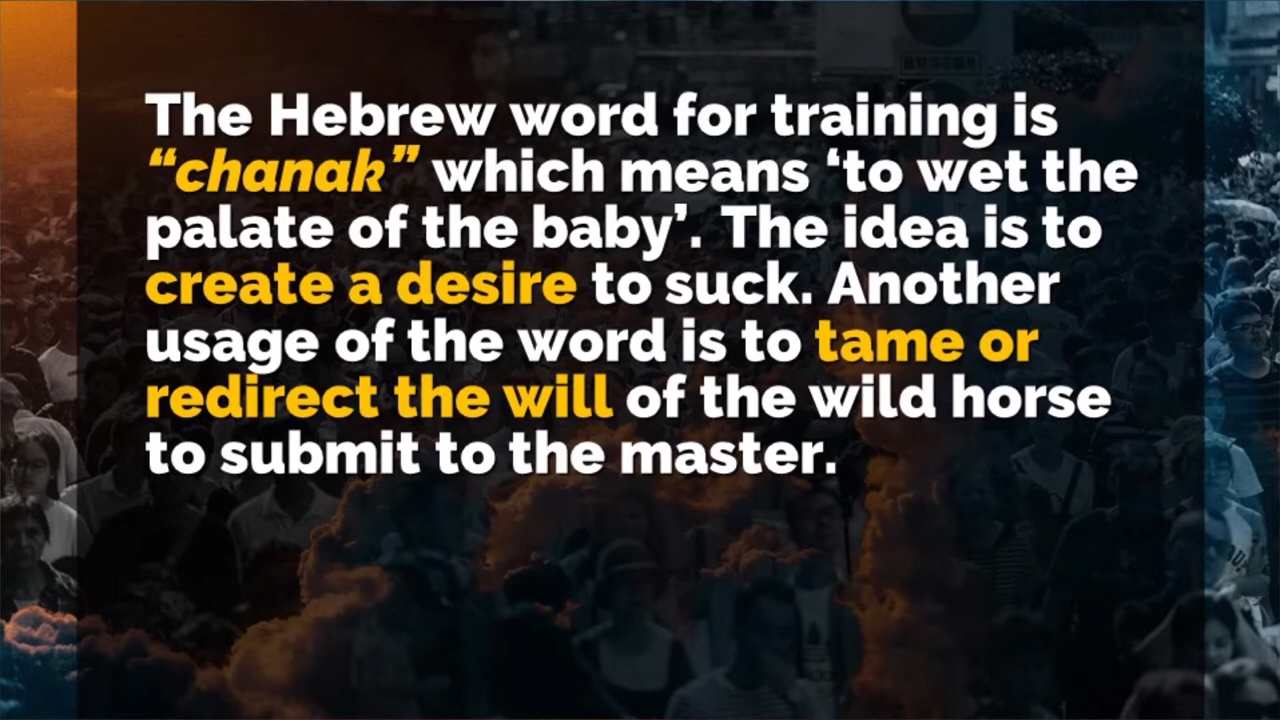 The Hebrew word for training is
“chanak” which means ‘to wet the
palate of the baby’. The idea is to
create a desire to suck. Another
usage of the word is to tame or
redirect the will of the wild horse
to submit to the master.